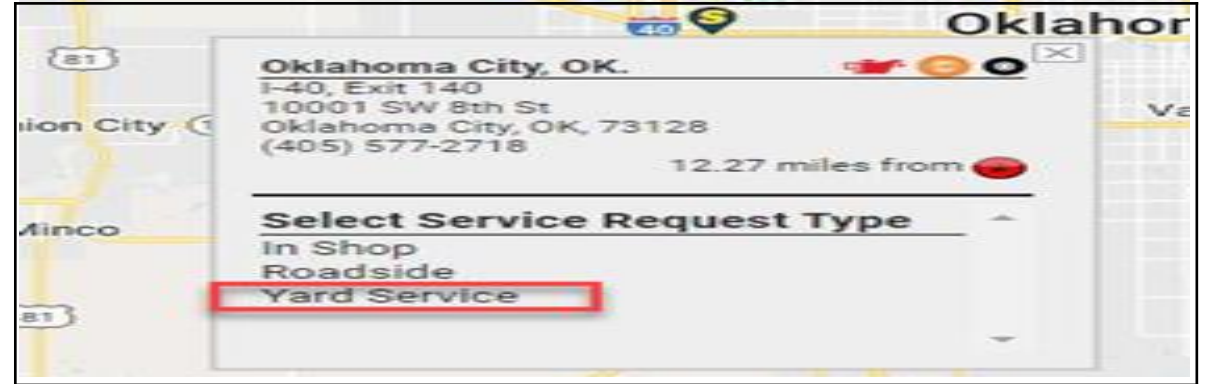 40
S
Oklahor
81
Oklahoma City, OK.
I-40, Exit 140
10001 SW 8th St
ion City
Va
Oklahoma City, OK, 73128
(405) 577-2718
12.27 miles from
Minco
Select Service Request Type
In Shop
Roadside
Yard Service
81